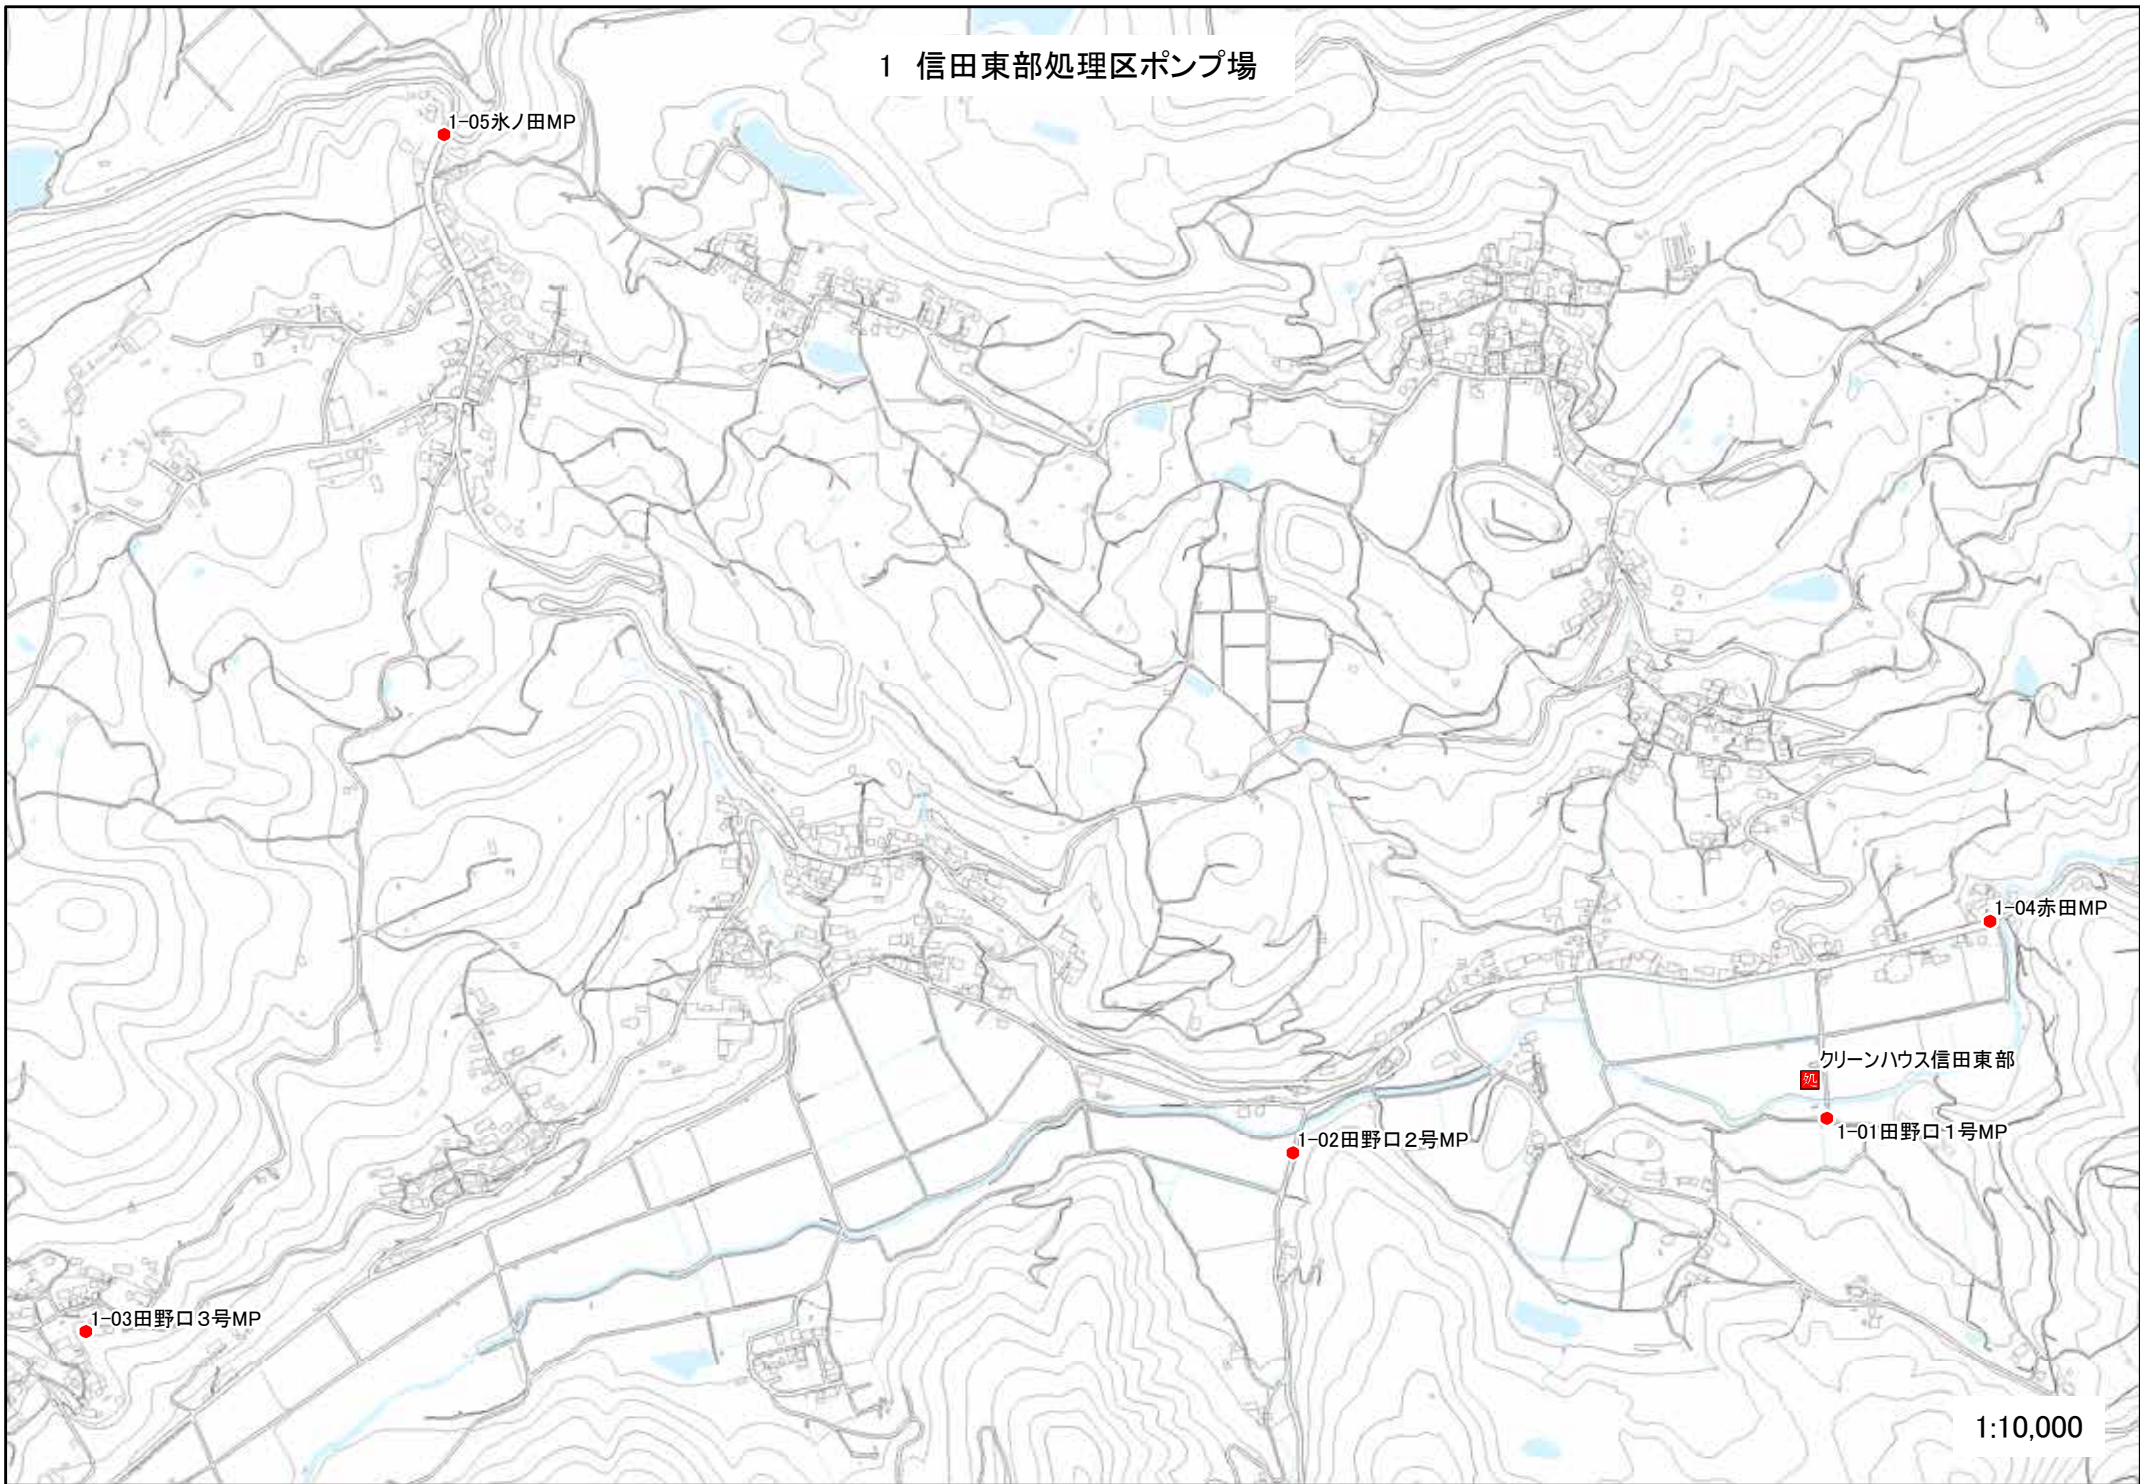 1 信田東部処理区ポンプ場
1-05氷ノ田MP
1-04赤田MP
クリーンハウス信田東部
処
1-01田野口1号MP
1-02田野口2号MP
1-03田野口3号MP
1:10,000